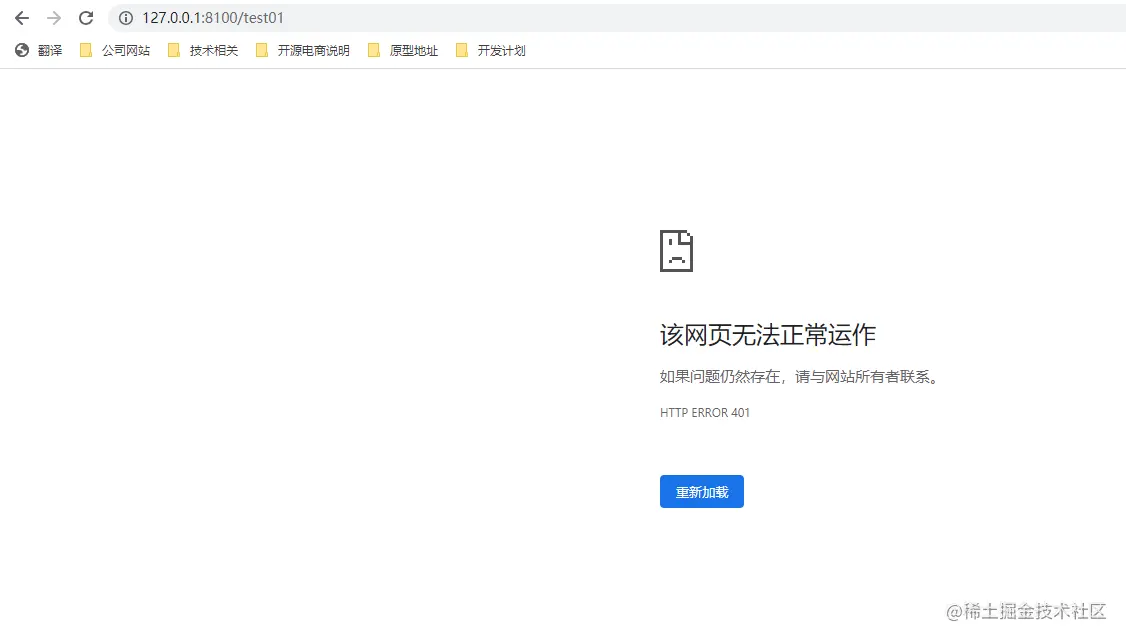 127.0.0.1:8100/test01
翻译 公司网站 技术相关 开源电商说明 原型地址 开发计划
该网页无法正常运作
如果问题仍然存在，请与网站所有者联系。
HTTP ERROR 401
重新加载
@稀土掘金技术社区